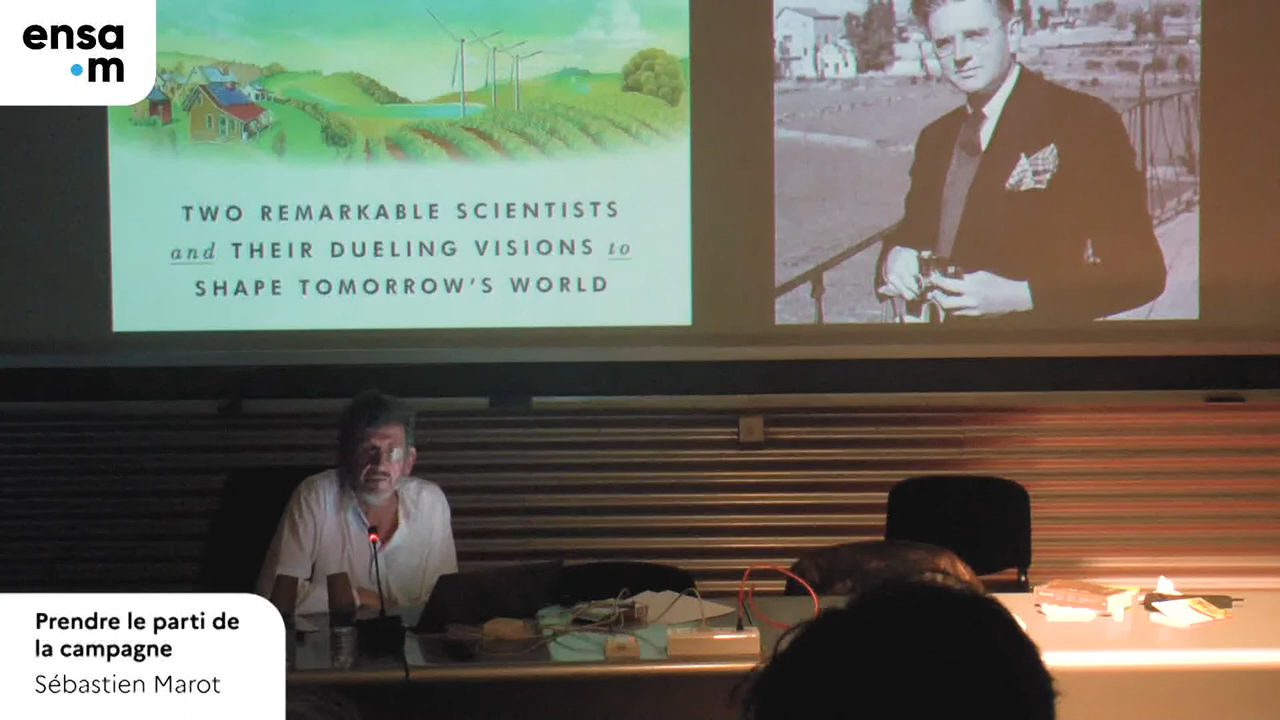 ensa
•m
TWO REMARKABLE SCIENTISTS
and THEIR DUELING VISIONS to
SHAPE TOMORROW'S WORLD
Prendre le parti de
la campagne
Sébastien Marot